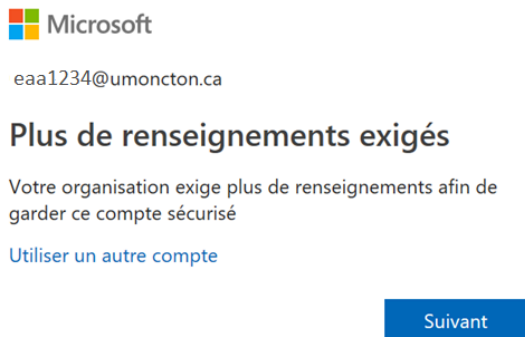 Microsoft
eaa1234@umoncton.ca
Plus de renseignements exigés
Votre organisation exige plus de renseignements afin de
garder ce compte sécurisé
Utiliser un autre compte
Suivant